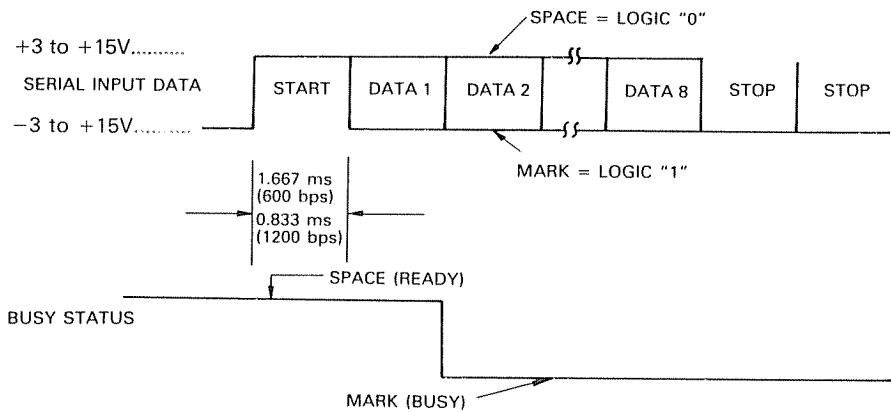 SPACE = LOGIC "0"
+3 to +15V..........
SERIAL INPUT DATA
START
DATA 1
DATA 2
DATA 8
STOP
STOP
−3 to +15V..........
MARK = LOGIC "1"
1.667 ms
(600 bps)
0.833 ms
(1200 bps)
SPACE (READY)
BUSY STATUS
MARK (BUSY)